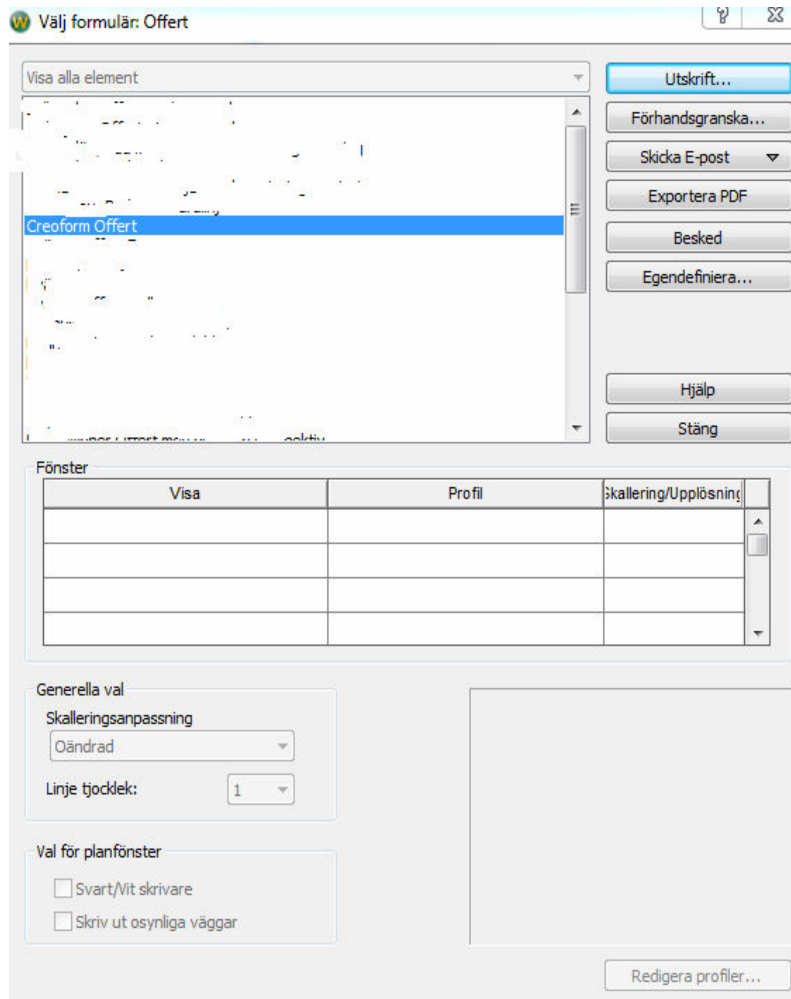 Välj formulär: Offert
Visa alla element
Utskrift...
Förhandsgranska...
Skicka E-post
Exportera PDF
Creoform Offert
Besked
Egendefiniera...
Hjälp
Stäng
Fönster
Visa Profil Skallering/Upplösning
Generella val
Skalleringsanpassning
Oändrad
Linje tjocklek: 1
Val för planfönster
Svart/Vit skrivare
Skriv ut osynliga väggar
Redigera profiler...